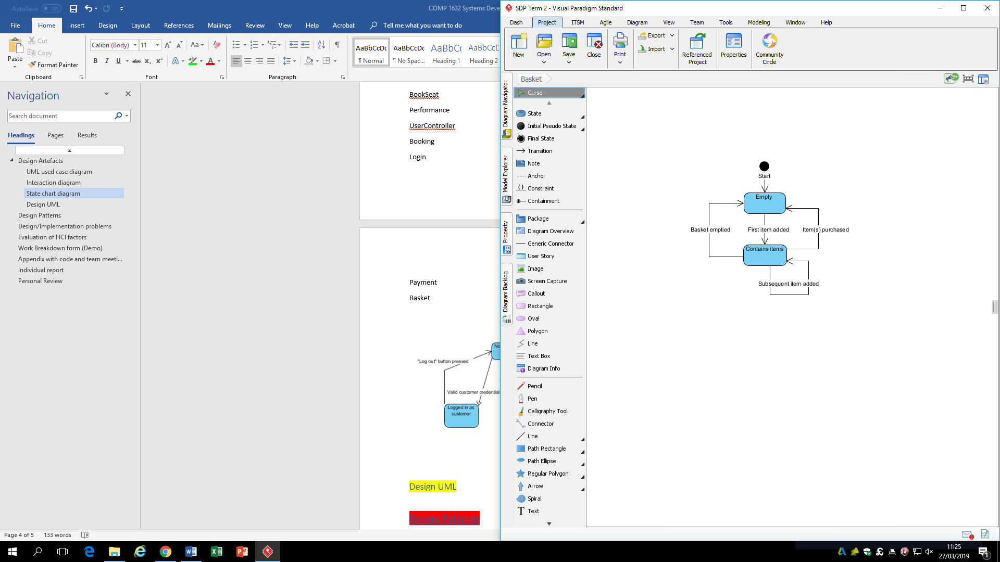 AutoSave Off
COMP 1632 Systems Deve
File Home Insert Design Layout References Mailings Review View Help Acrobat Tell me what you want to do
Paste
Cut
Copy
Format Painter
Clipboard
Calibri (Body) 11
Font
Paragraph
AaBbCcDc
¶ Normal
AaBbCcDc
¶ No Spac...
AaBbCc
Heading 1
AaBbCcD
Heading 2
Navigation
Search document
Headings Pages Results
Design Artefacts
UML used case diagram
Interaction diagram
State chart diagram
Design UML
Design Patterns
Design/Implementation problems
Evaluation of HCI factors
Work Breakdown form (Demo)
Appendix with code and team meeti...
Individual report
Personal Review
BookSeat
Performance
UserController
Booking
Login
Payment
Basket
No
"Log out" button pressed
Valid customer credential
Logged in as
customer
Design UML
Design Patterns
Page 4 of 5 133 words
SDP Term 2 - Visual Paradigm Standard
Dash Project ITSM Agile Diagram View Team Tools Modeling Window Help
New
Open
Save
Close
Print
Export
Import
Referenced
Project
Properties
Community
Circle
Basket
9+
Diagram Navigator
Model Explorer
Property
Diagram Backlog
Cursor
State
Initial Pseudo State
Final State
Transition
Note
Anchor
Constraint
Containment
Package
Diagram Overview
Generic Connector
User Story
Image
Screen Capture
Callout
Rectangle
Oval
Polygon
Line
Text Box
Diagram Info
Pencil
Pen
Calligraphy Tool
Connector
Line
Path Rectangle
Path Ellipse
Regular Polygon
Arrow
Spiral
Text
Start
Empty
Basket emptied
First item added
Item(s) purchased
Contains items
Subsequent item added
3
11:25
27/03/2019
1